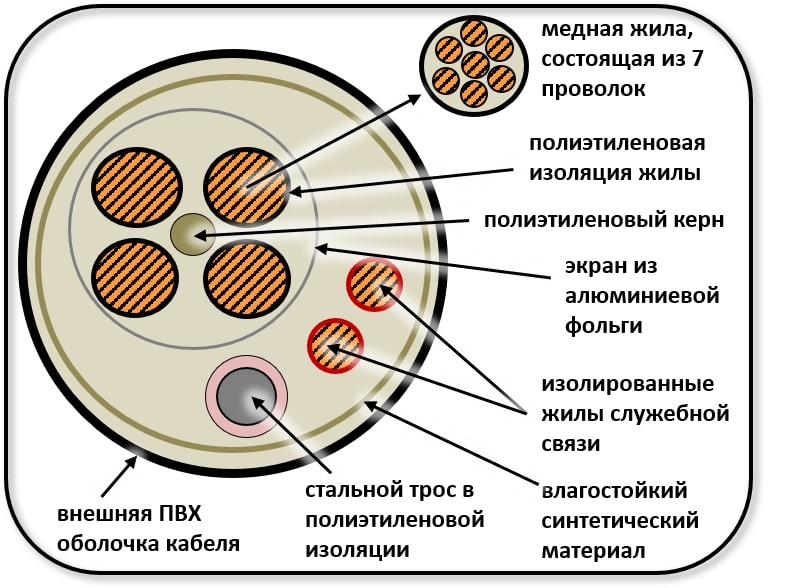 медная жила,
состоящая из 7
проволок
полиэтиленовая
изоляция жилы
полиэтиленовый керн
экран из
алюминиевой
фольги
изолированные
жилы служебной
связи
влагостойкий
синтетический
материал
стальной трос в
полиэтиленовой
изоляции
внешняя ПВХ
оболочка кабеля